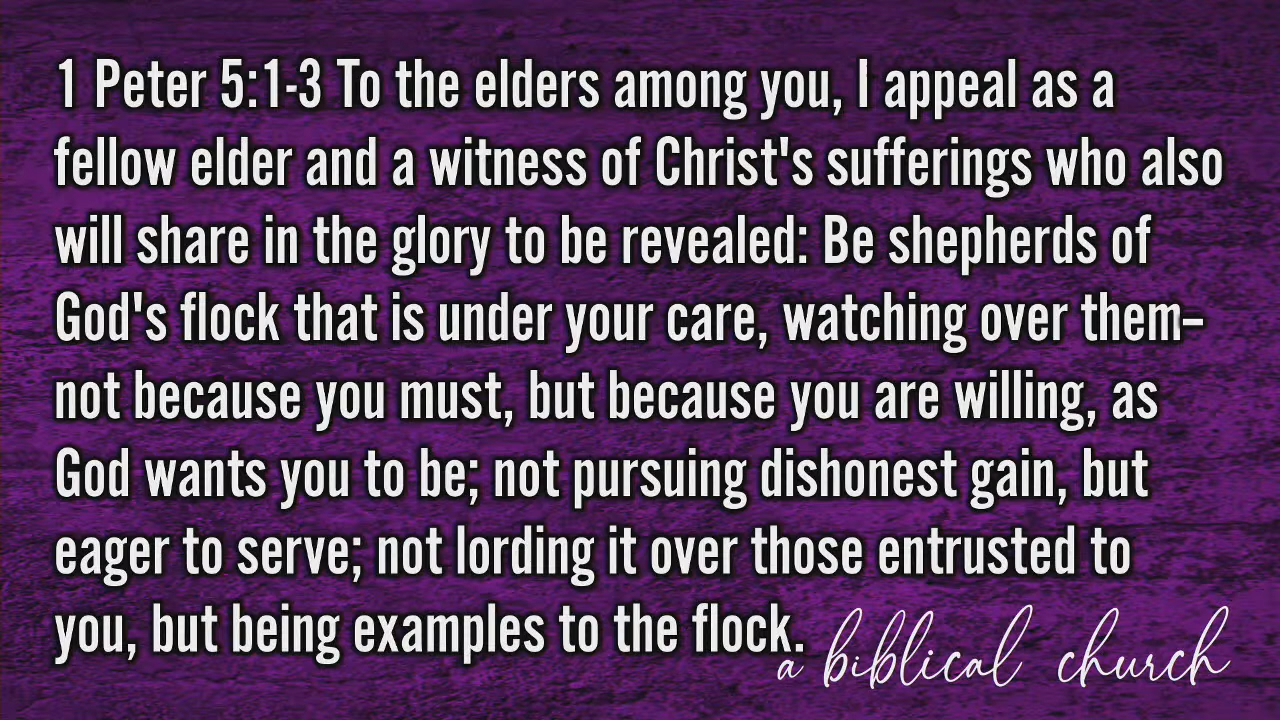 1 Peter 5:1-3 To the elders among you, I appeal as a
fellow elder and a witness of Christ's sufferings who also
will share in the glory to be revealed: Be shepherds of
God's flock that is under your care, watching over them–
not because you must, but because you are willing, as
God wants you to be; not pursuing dishonest gain, but
eager to serve; not lording it over those entrusted to
you, but being examples to the flock.
a biblical church